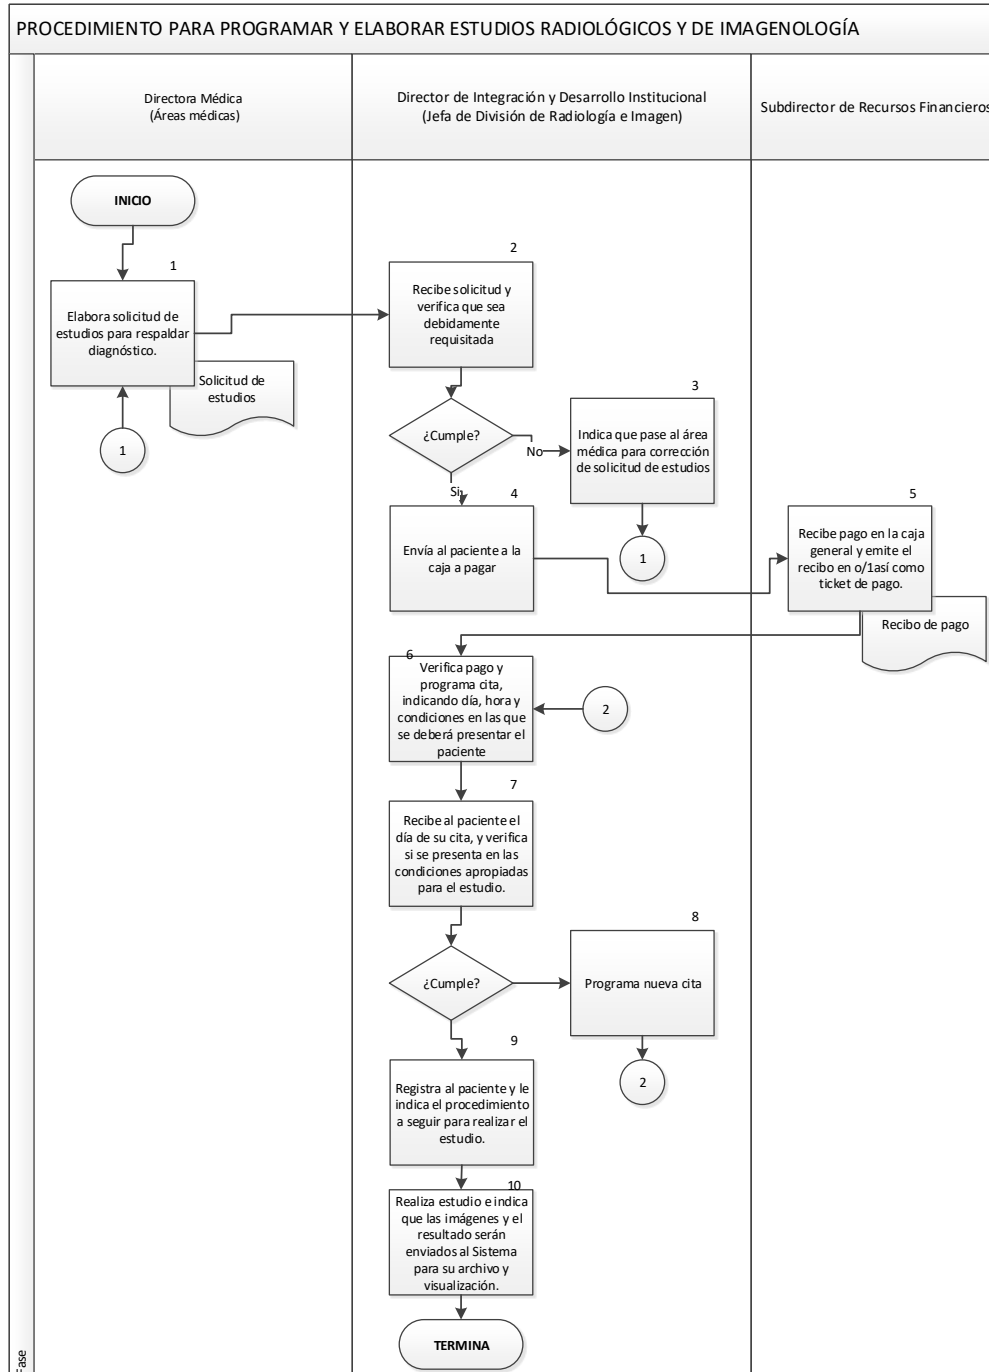 PROCEDIMIENTO PARA PROGRAMAR Y ELABORAR ESTUDIOS RADIOLÓGICOS Y DE IMAGENOLOGÍA
Directora Médica
(Áreas médicas)
Director de Integración y Desarrollo Institucional
(Jefa de División de Radiología e Imagen)
Subdirector de Recursos Financieros
INICIO
1
Elabora solicitud de
estudios para respaldar
diagnóstico.
Solicitud de
estudios
1
2
Recibe solicitud y
verifica que sea
debidamente
requisitada
¿Cumple?
No
Si
3
Indica que pase al área
médica para corrección
de solicitud de estudios
1
4
Envía al paciente a la
caja a pagar
5
Recibe pago en la caja
general y emite el
recibo en o/1así como
ticket de pago.
Recibo de pago
6
Verifica pago y
programa cita,
indicando día, hora y
condiciones en las que
se deberá presentar el
paciente
2
7
Recibe al paciente el
día de su cita, y verifica
si se presenta en las
condiciones apropiadas
para el estudio.
¿Cumple?
8
Programa nueva cita
2
9
Registra al paciente y le
indica el procedimiento
a seguir para realizar el
estudio.
10
Realiza estudio e indica
que las imágenes y el
resultado serán
enviados al Sistema
para su archivo y
visualización.
TERMINA
Fase